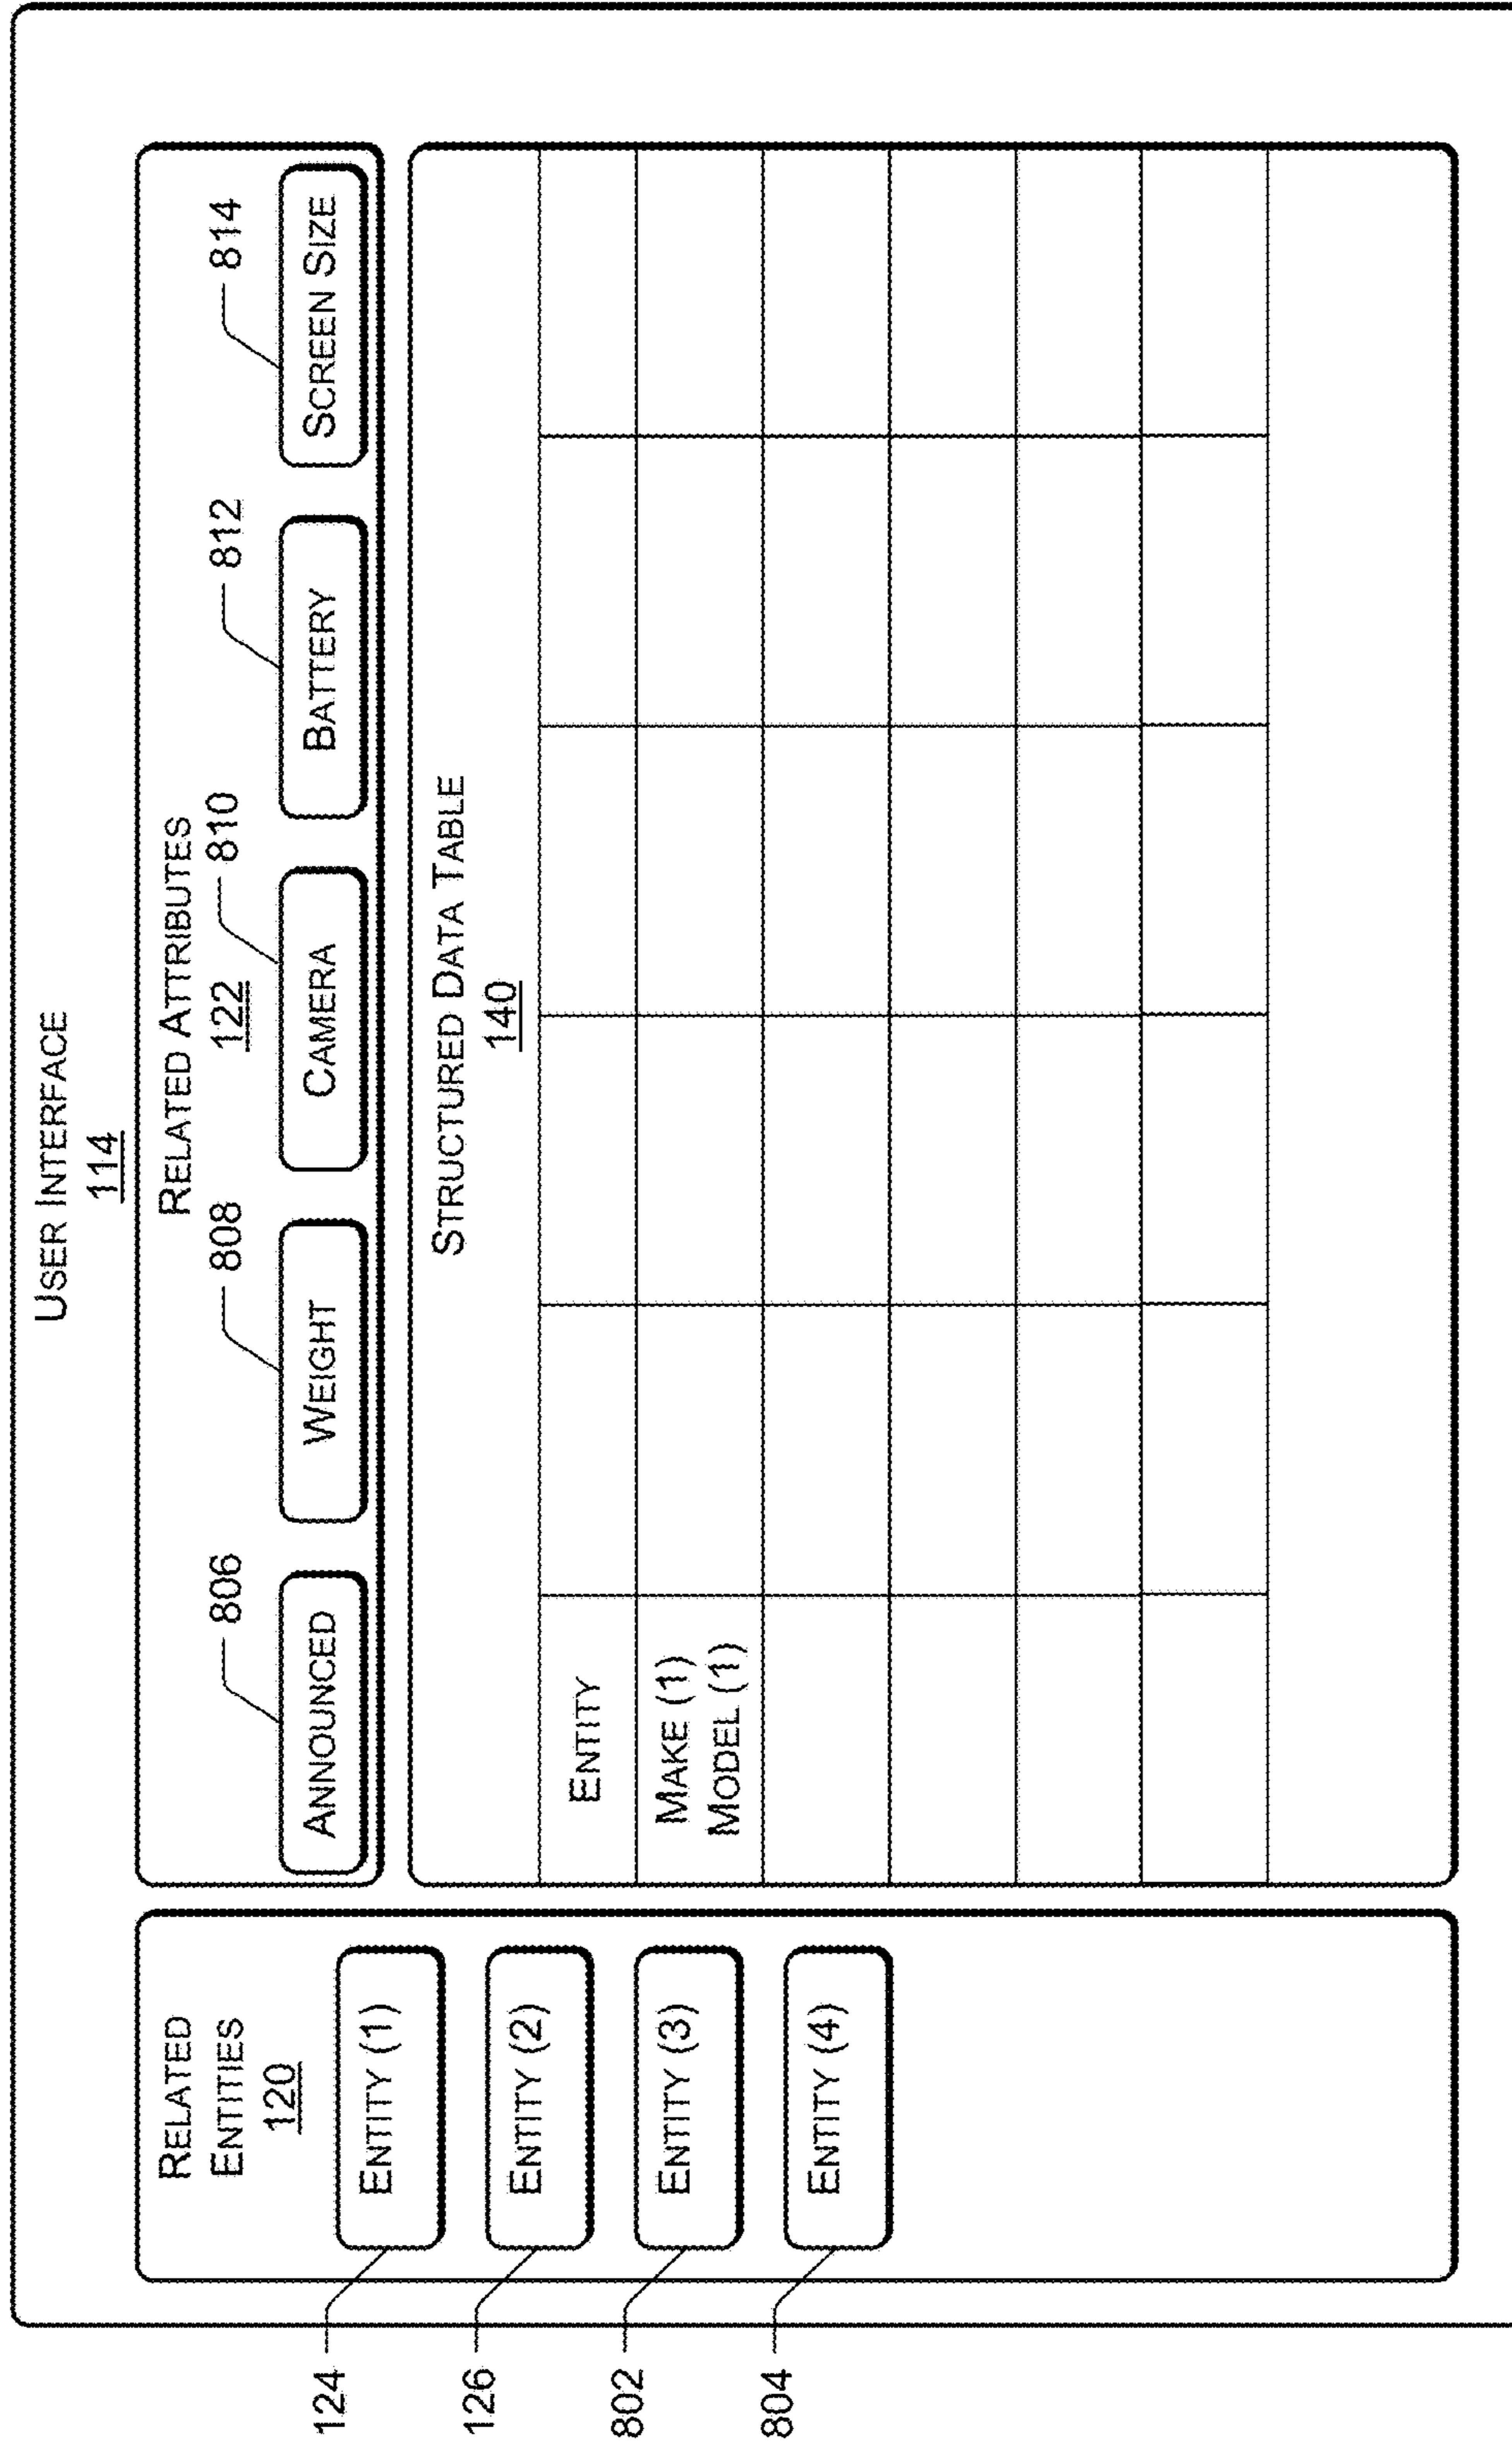 USER INTERFACE
114
RELATED
ENTITIES
120
ENTITY (1)
ENTITY (2)
ENTITY (3)
ENTITY (4)
124
126
802
804
RELATED ATTRIBUTES
122
806
808
810
812
814
ANNOUNCED
WEIGHT
CAMERA
BATTERY
SCREEN SIZE
STRUCTURED DATA TABLE
140
ENTITY
MAKE (1)
MODEL (1)